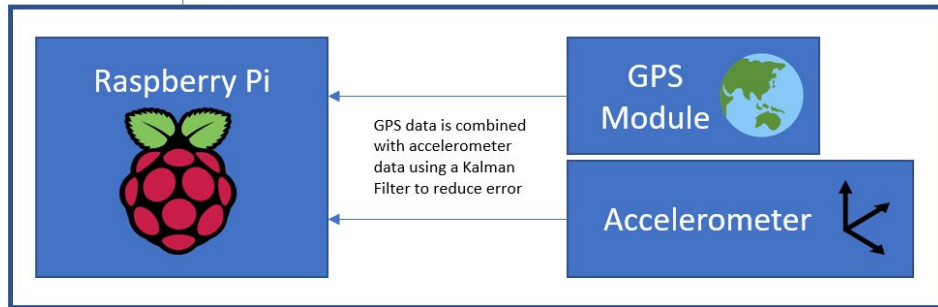 Raspberry Pi
GPS
Module
GPS data is combined
with accelerometer
data using a Kalman
Filter to reduce error
Accelerometer